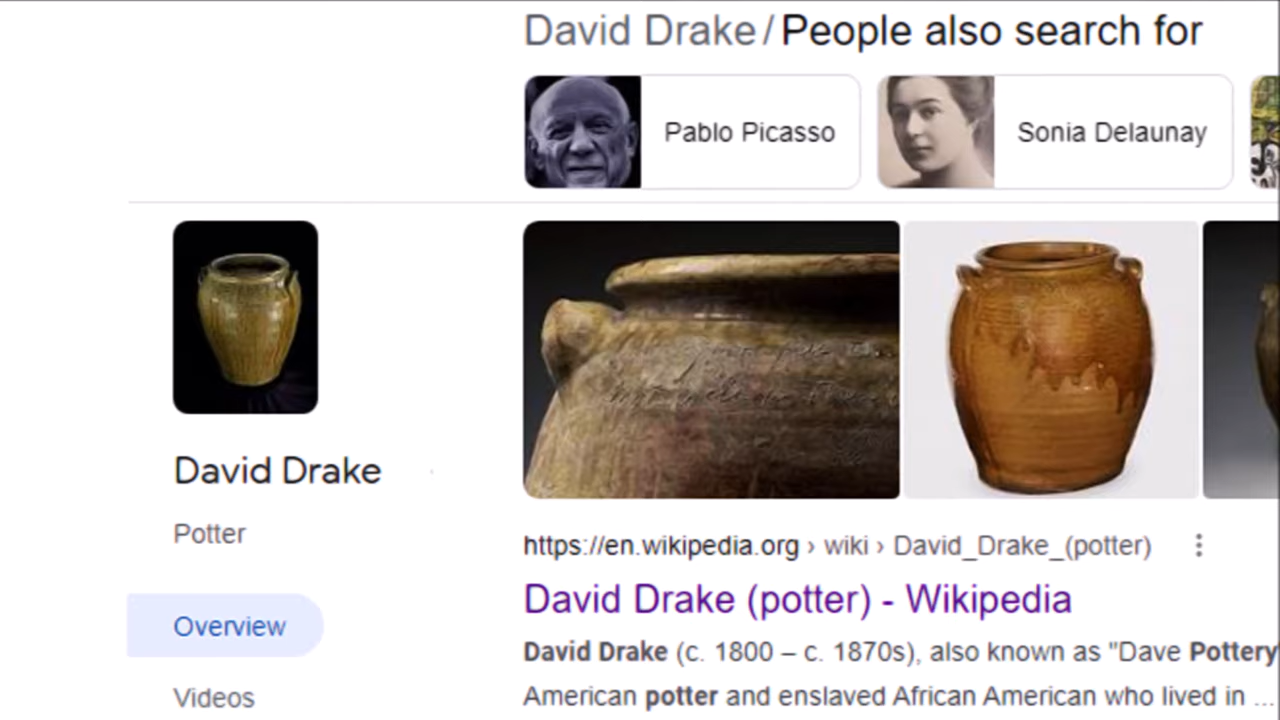 David Drake / People also search for
Pablo Picasso
Sonia Delaunay
David Drake
Potter
Overview
Videos
https://en.wikipedia.org › wiki › David_Drake_(potter)
David Drake (potter) - Wikipedia
David Drake (c. 1800 – c. 1870s), also known as "Dave Pottery
American potter and enslaved African American who lived in ...